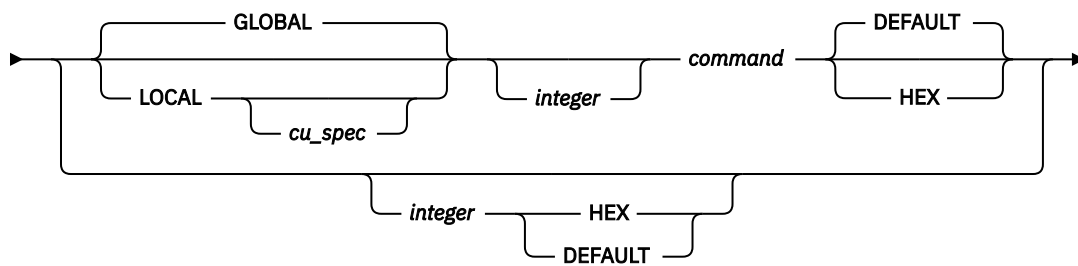 GLOBAL DEFAULT
command
LOCAL integer HEX
cu_spec
integer HEX
DEFAULT